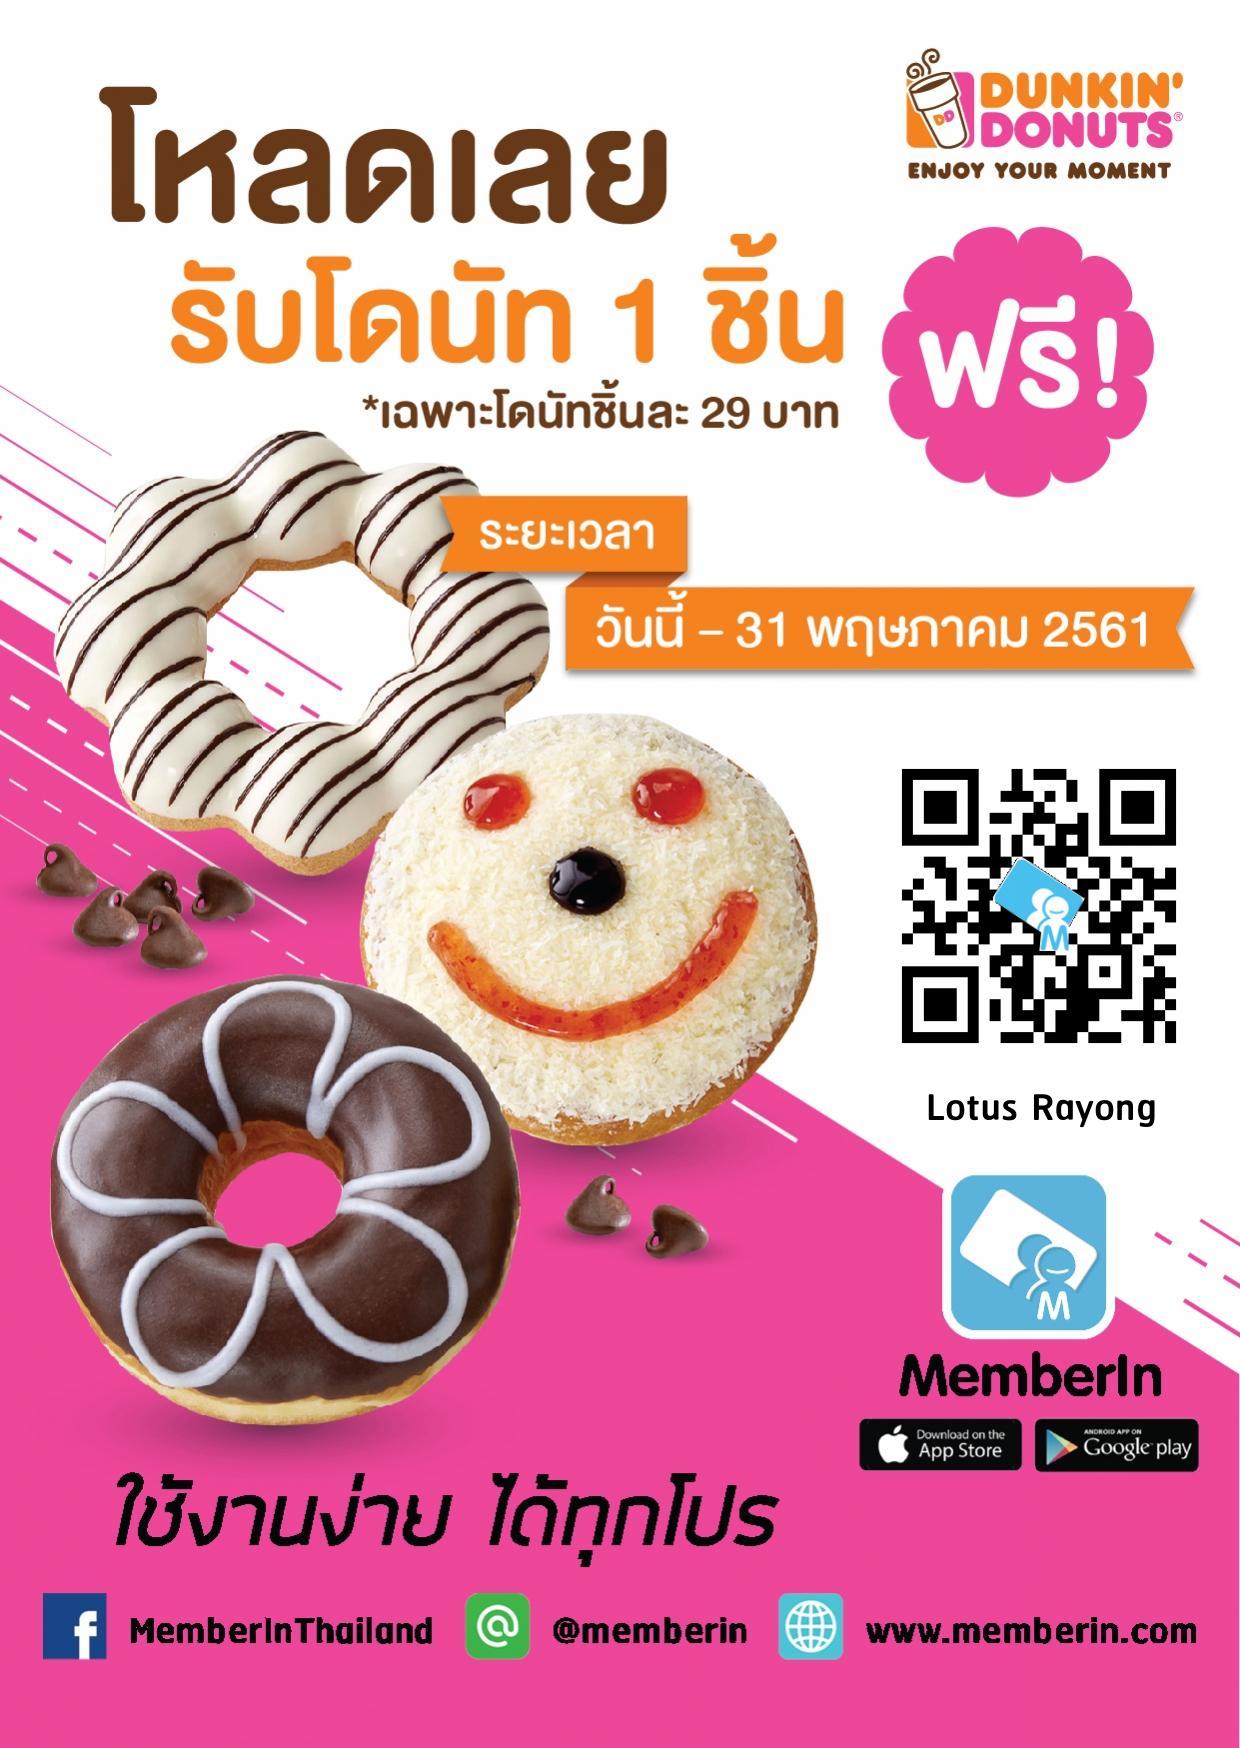 DUNKIN'
DONUTS®
ENJOY YOUR MOMENT
DD
โหลดเลย
รับโดนัท 1 ชิ้น
ฟรี!
*เฉพาะโดนัทชิ้นละ 29 บาท
ระยะเวลา
วันนี้ – 31 พฤษภาคม 2561
M
Lotus Rayong
M
MemberIn
Download on the
App Store
ANDROID APP ON
Google play
ใช้งานง่าย ได้ทุกโปร
f MemberInThailand @ @memberin www.memberin.com